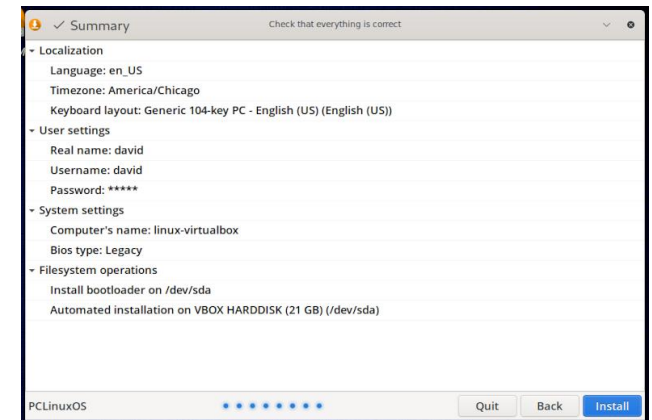 Summary
Check that everything is correct
Localization
Language: en_US
Timezone: America/Chicago
Keyboard layout: Generic 104-key PC - English (US) (English (US))
User settings
Real name: david
Username: david
Password: *****
System settings
Computer's name: linux-virtualbox
Bios type: Legacy
Filesystem operations
Install bootloader on /dev/sda
Automated installation on VBOX HARDDISK (21 GB) (/dev/sda)
PCLinuxOS
Quit
Back
Install